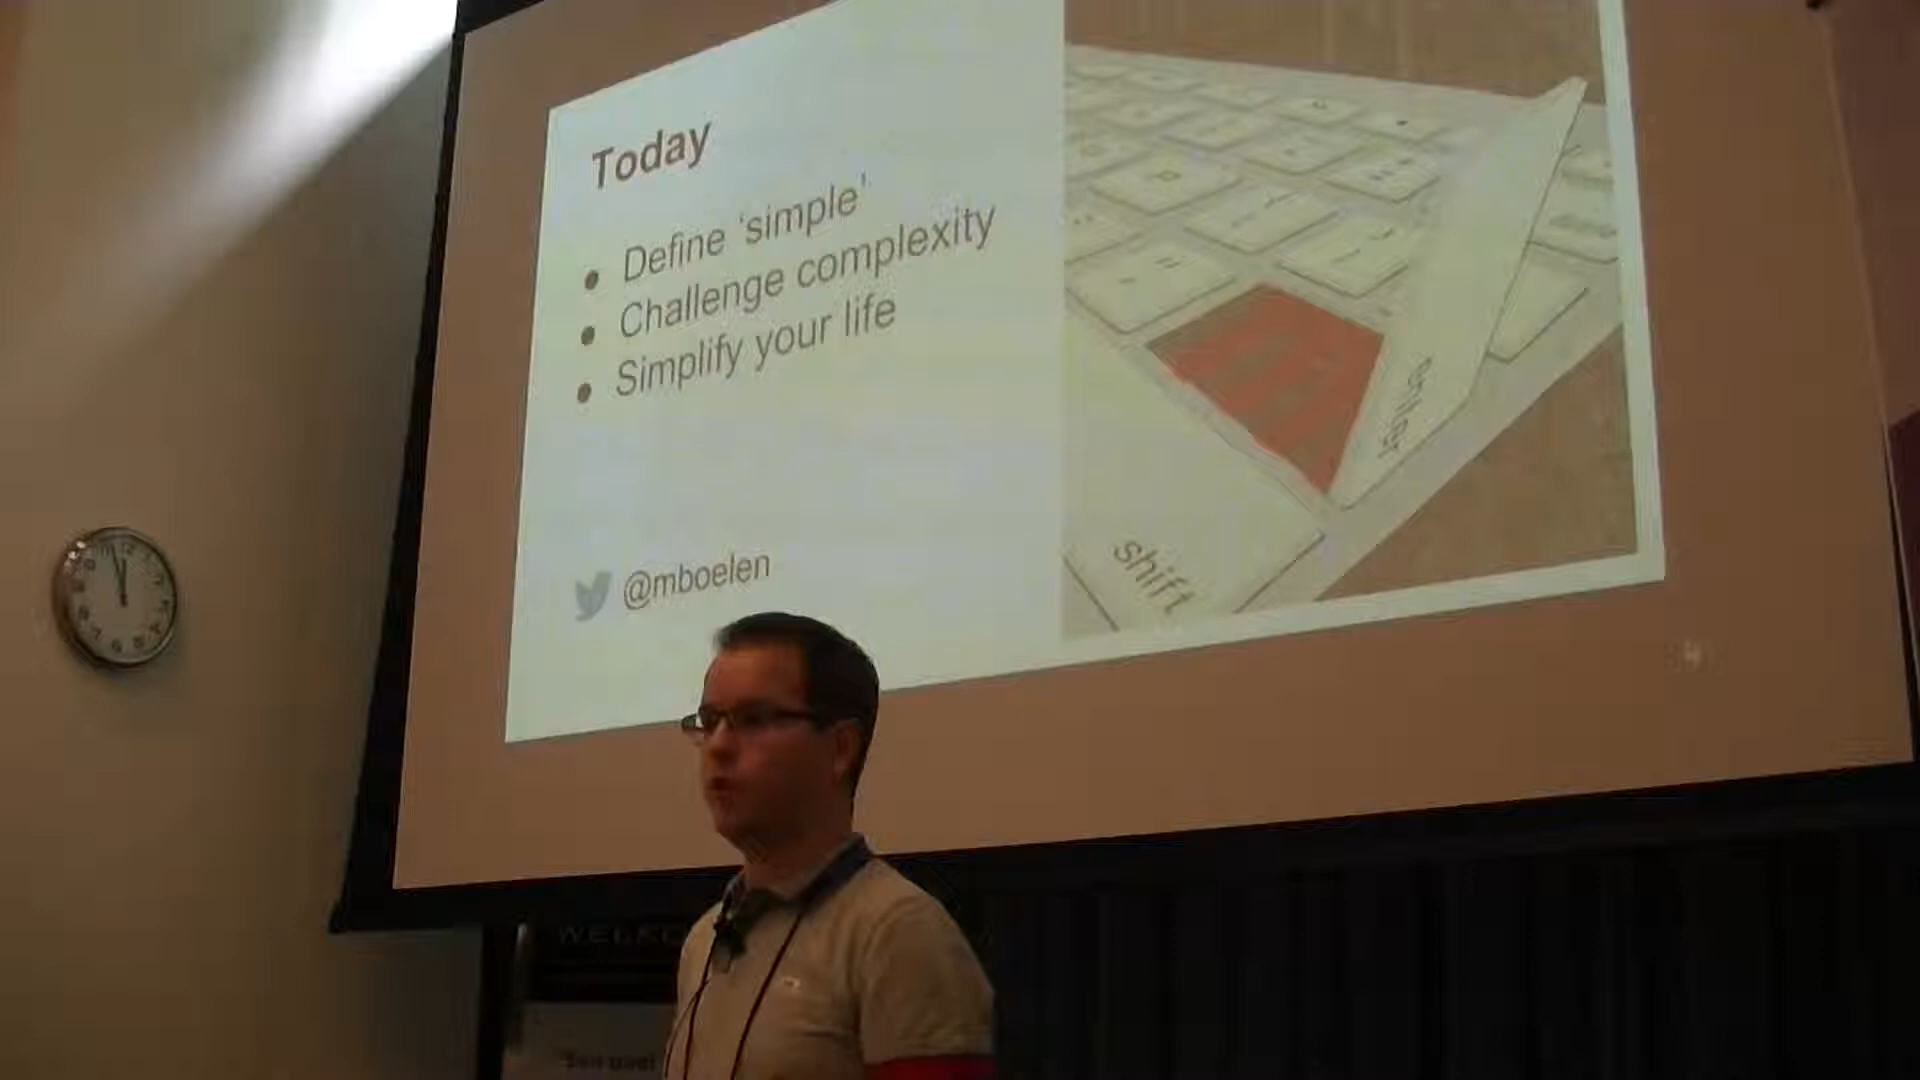 Today
• Define ‘simple’
• Challenge complexity
• Simplify your life
@mboelen
enter
shift